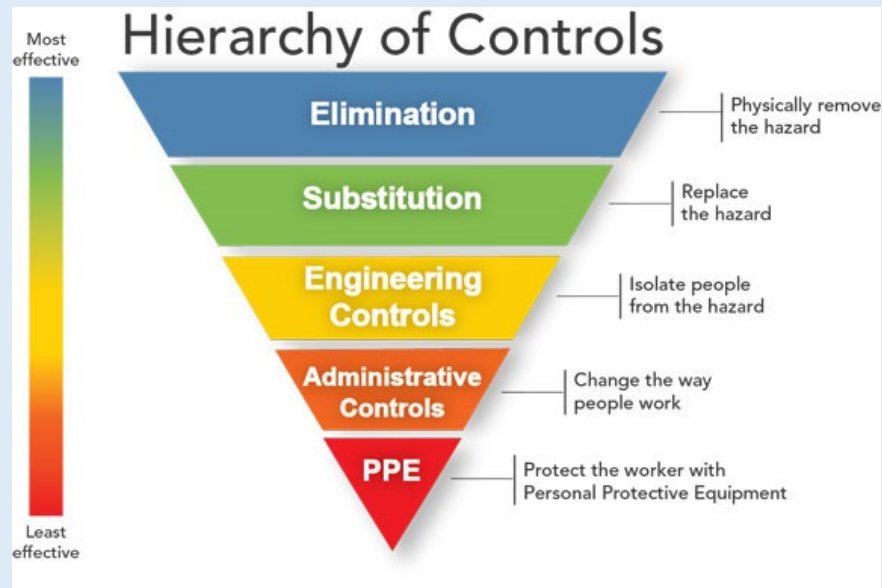 Hierarchy of Controls
Most
effective
Elimination
Physically remove
the hazard
Substitution
Replace
the hazard
Engineering
Controls
Isolate people
from the hazard
Administrative
Controls
Change the way
people work
PPE
Protect the worker with
Personal Protective Equipment
Least
effective